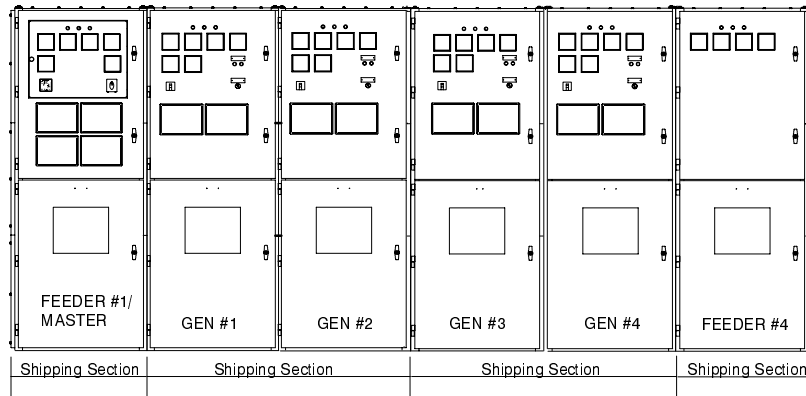 FEEDER #1/
MASTER
GEN #1
GEN #2
GEN #3
GEN #4
FEEDER #4
Shipping Section
Shipping Section
Shipping Section
Shipping Section